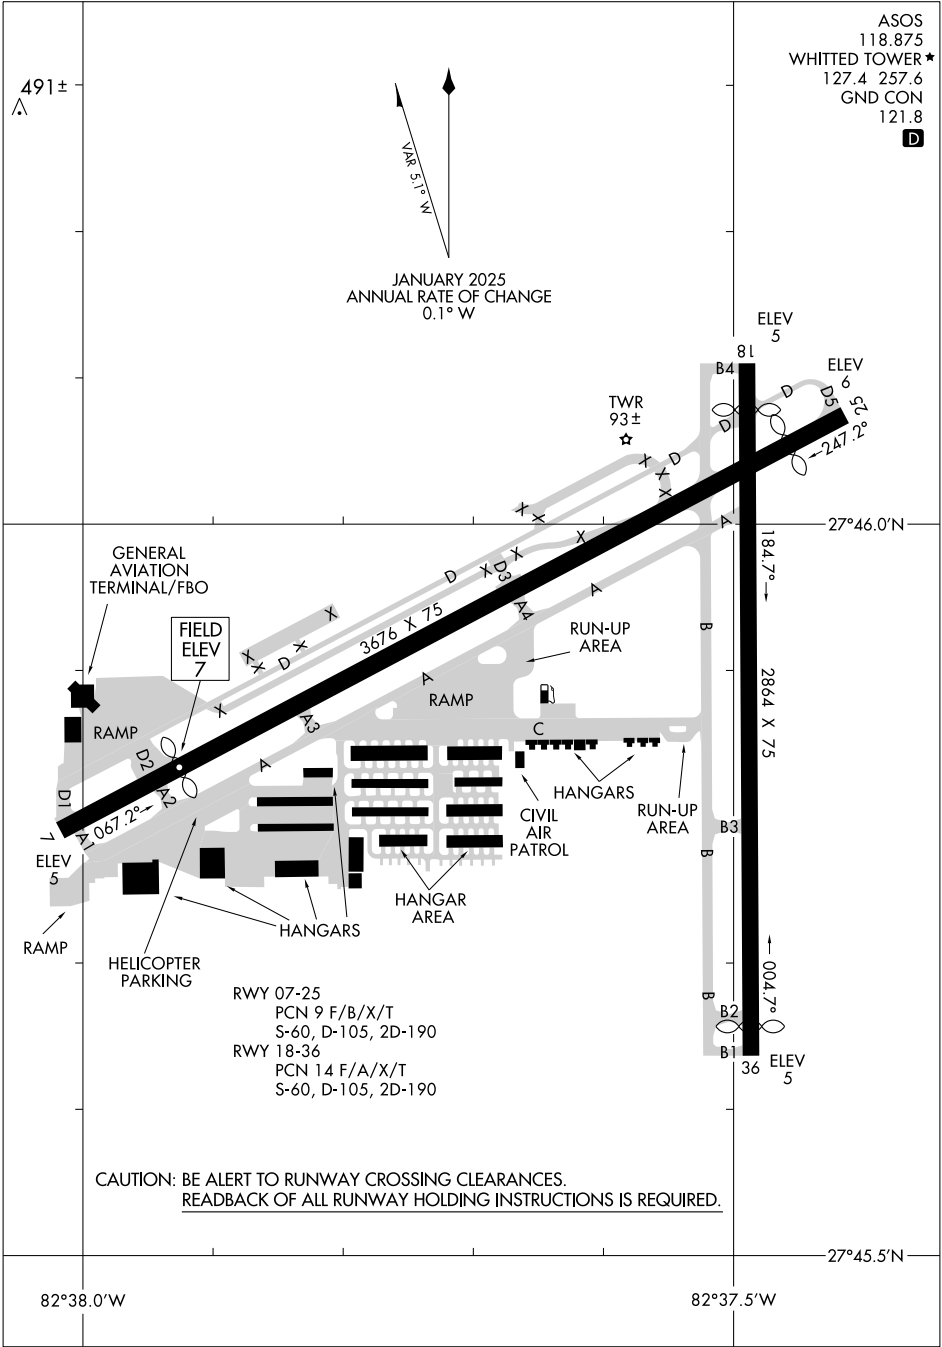 ASOS
118.875
WHITTED TOWER★
127.4 257.6
GND CON
121.8
D
491±
VAR 5.1° W
JANUARY 2025
ANNUAL RATE OF CHANGE
0.1° W
ELEV
5
18
B4
ELEV
6
D
D5
25
D
247.2°
TWR
93±
X
D
X
X
X
X
A
27°46.0'N
X
X
D3
X
D
GENERAL
AVIATION
TERMINAL/FBO
184.7°
A
A4
3676 X 75
X
X
X
X
D
FIELD
ELEV
7
B
RUN-UP
AREA
2864 X 75
A
RAMP
X
A3
C
RAMP
D2
A
D1
A2
067.2°
HANGARS
RUN-UP
AREA
CIVIL
AIR
PATROL
B3
7
A1
ELEV
5
B
HANGAR
AREA
HANGARS
RAMP
HELICOPTER
PARKING
004.7°
B
B2
B1
36
ELEV
5
RWY 07-25
PCN 9 F/B/X/T
S-60, D-105, 2D-190
RWY 18-36
PCN 14 F/A/X/T
S-60, D-105, 2D-190
CAUTION: BE ALERT TO RUNWAY CROSSING CLEARANCES.
READBACK OF ALL RUNWAY HOLDING INSTRUCTIONS IS REQUIRED.
27°45.5'N
82°38.0'W
82°37.5'W